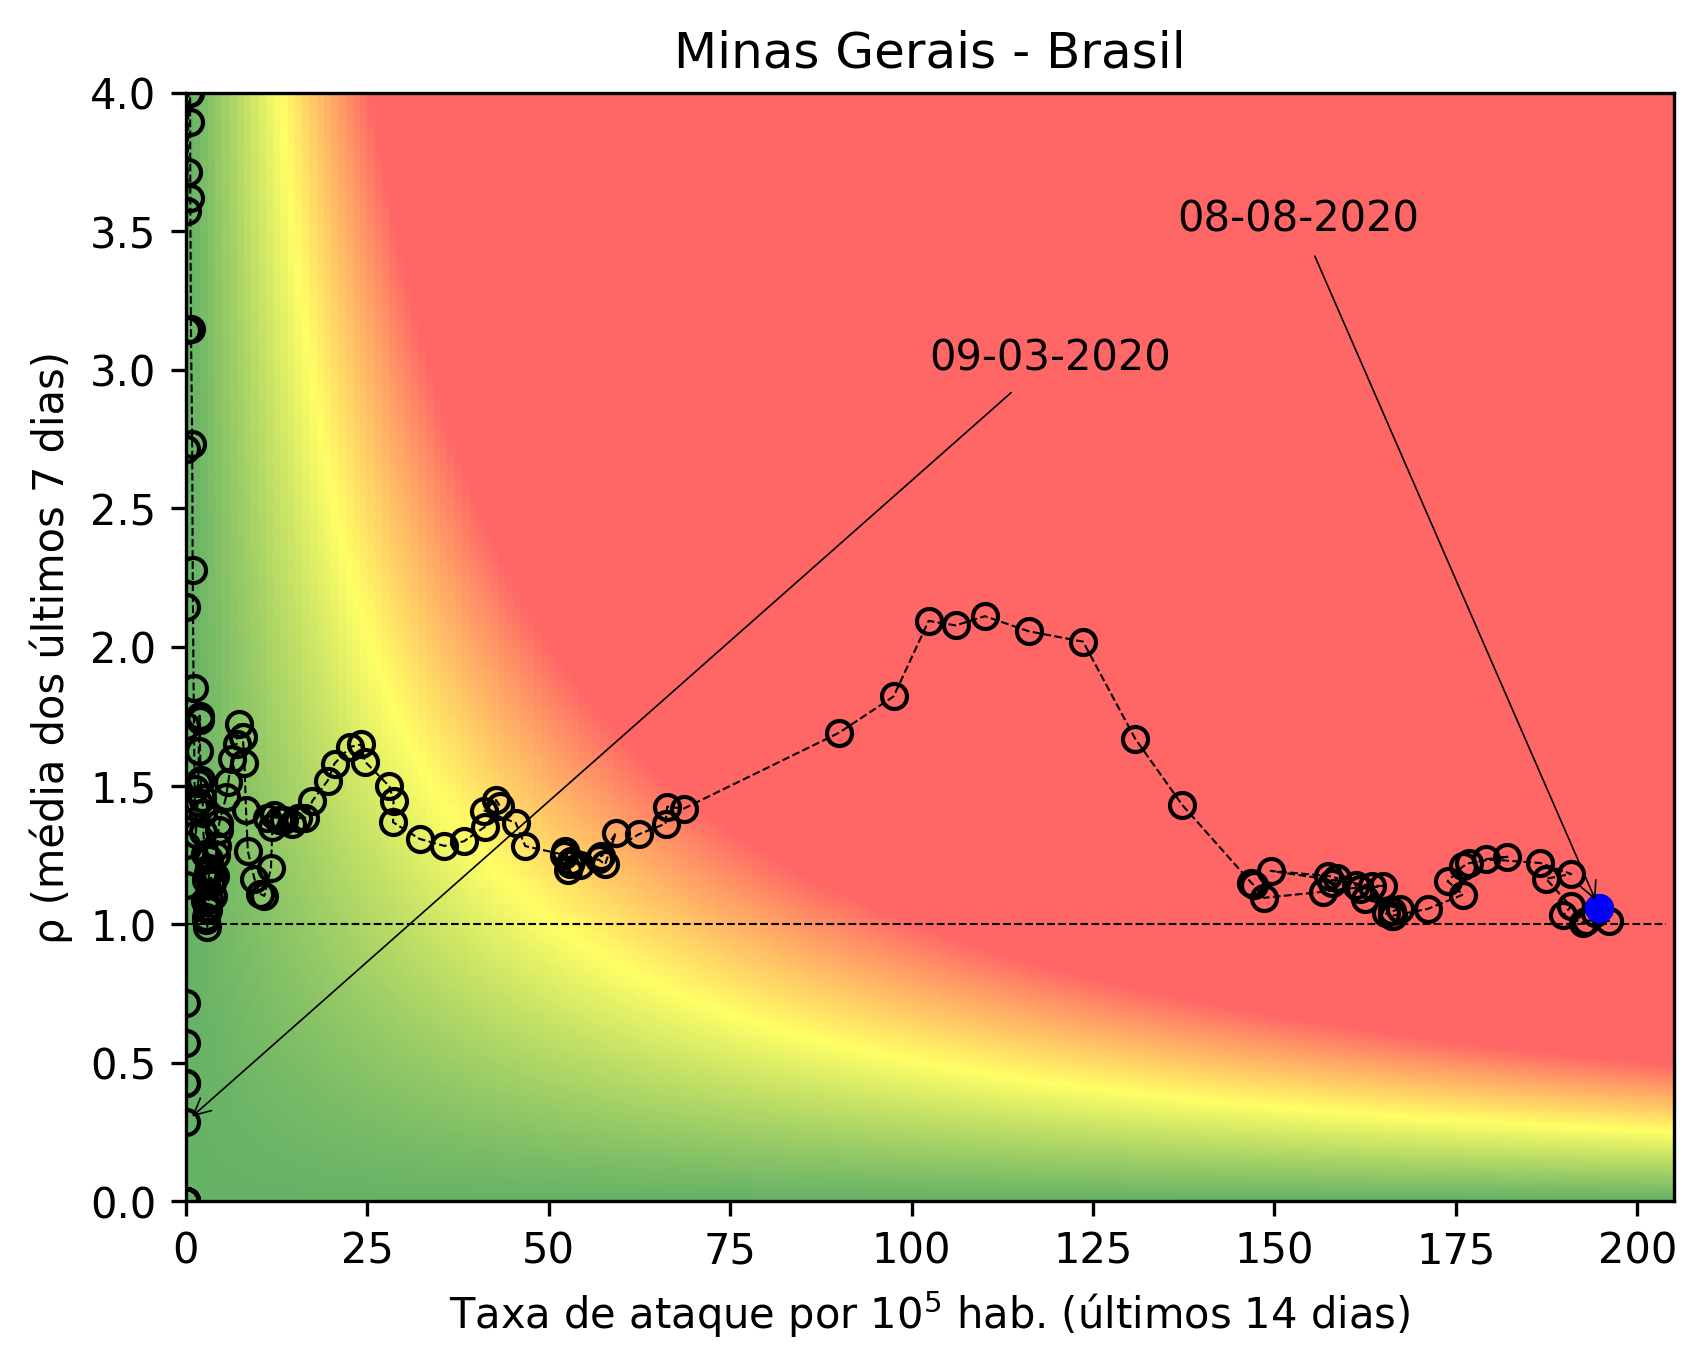 Minas Gerais - Brasil
4.0
3.5
3.0
2.5
2.0
1.5
1.0
0.5
0.0
ρ (média dos últimos 7 dias)
08-08-2020
09-03-2020
0 25 50 75 100 125 150 175 200
Taxa de ataque por 10⁵ hab. (últimos 14 dias)